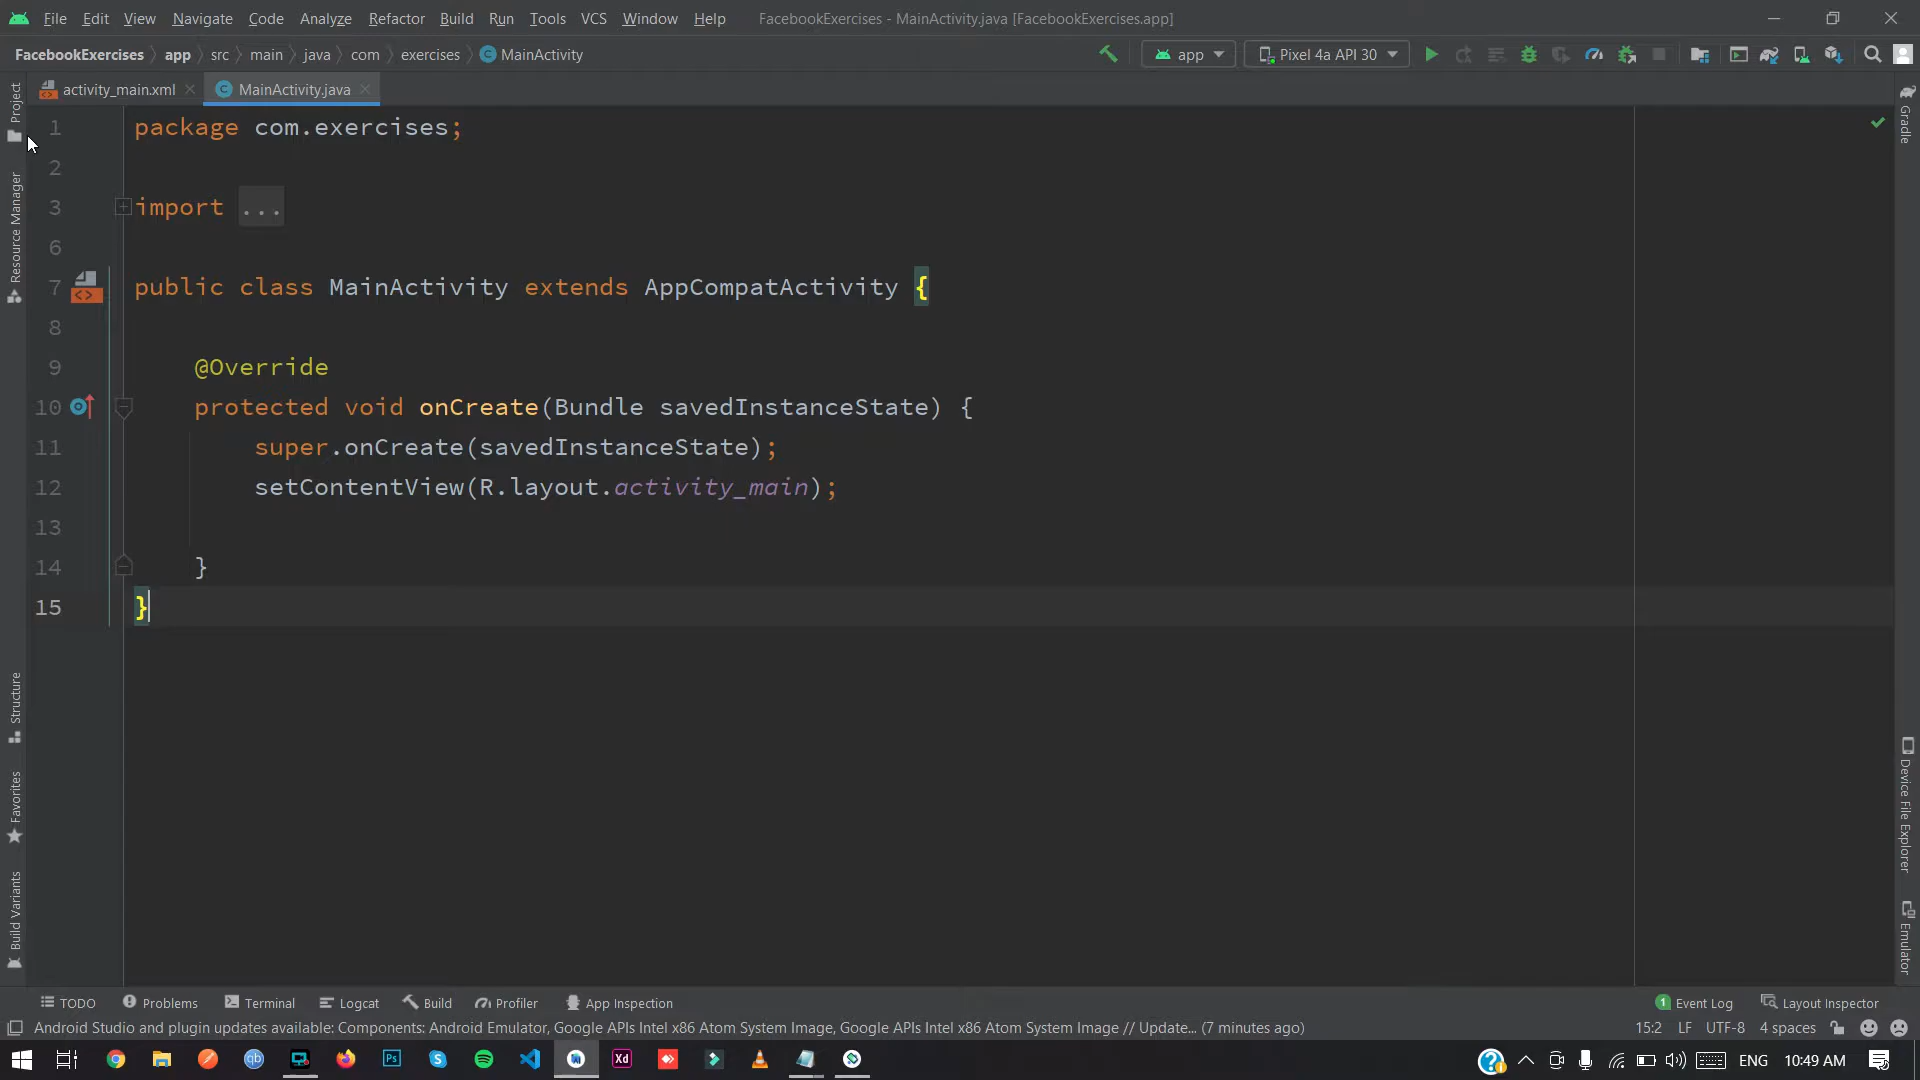 File Edit View Navigate Code Analyze Refactor Build Run Tools VCS Window Help FacebookExercises - MainActivity.java [FacebookExercises.app]
FacebookExercises app src main java com exercises MainActivity app Pixel 4a API 30
activity_main.xml MainActivity.java
Project
Resource Manager
Structure
Favorites
Build Variants
1 package com.exercises;
2
3 import ...
6
7 public class MainActivity extends AppCompatActivity {
8
9 @Override
10 protected void onCreate(Bundle savedInstanceState) {
11 super.onCreate(savedInstanceState);
12 setContentView(R.layout.activity_main);
13
14 }
15 }
Gradle
Device File Explorer
Emulator
TODO Problems Terminal Logcat Build Profiler App Inspection 1 Event Log Layout Inspector
Android Studio and plugin updates available: Components: Android Emulator, Google APIs Intel x86 Atom System Image, Google APIs Intel x86 Atom System Image // Update... (7 minutes ago) 15:2 LF UTF-8 4 spaces
qb Ps Xd ENG 10:49 AM